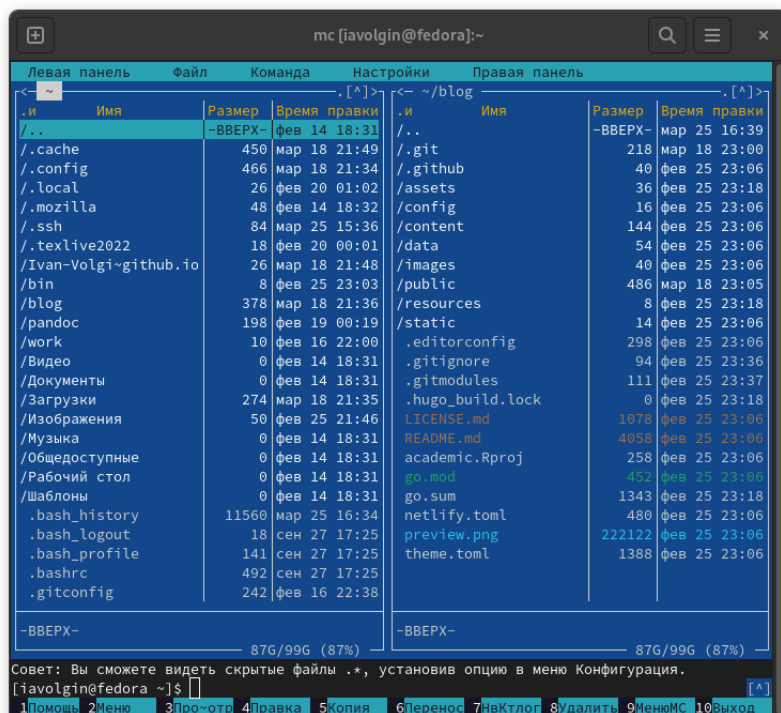 mc [iavolgin@fedora]:~
Левая панель Файл Команда Настройки Правая панель
<— ~ .[^]> <— ~/blog .[^]>
.и Имя Размер Время правки .и Имя Размер Время правки
/.. -ВВЕРХ- фев 14 18:31 /.. -ВВЕРХ- мар 25 16:39
/.cache 450 мар 18 21:49 /.git 218 мар 18 23:00
/.config 466 мар 18 21:34 /.github 40 фев 25 23:06
/.local 26 фев 20 01:02 /assets 36 фев 25 23:18
/.mozilla 48 фев 14 18:32 /config 16 фев 25 23:06
/.ssh 84 мар 25 15:36 /content 144 фев 25 23:06
/.texlive2022 18 фев 20 00:01 /data 54 фев 25 23:06
/Ivan-Volgi~github.io 26 мар 18 21:48 /images 40 фев 25 23:06
/bin 8 фев 25 23:03 /public 486 мар 18 23:05
/blog 378 мар 18 21:36 /resources 8 фев 25 23:18
/pandoc 198 фев 19 00:19 /static 14 фев 25 23:06
/work 10 фев 16 22:00 .editorconfig 298 фев 25 23:06
/Видео 0 фев 14 18:31 .gitignore 94 фев 25 23:36
/Документы 0 фев 14 18:31 .gitmodules 111 фев 25 23:37
/Загрузки 274 мар 18 21:35 .hugo_build.lock 0 фев 25 23:18
/Изображения 50 фев 25 21:46 LICENSE.md 1078 фев 25 23:06
/Музыка 0 фев 14 18:31 README.md 4058 фев 25 23:06
/Общедоступные 0 фев 14 18:31 academic.Rproj 258 фев 25 23:06
/Рабочий стол 0 фев 14 18:31 go.mod 452 фев 25 23:06
/Шаблоны 0 фев 14 18:31 go.sum 1343 фев 25 23:18
.bash_history 11560 мар 25 16:34 netlify.toml 480 фев 25 23:06
.bash_logout 18 сен 27 17:25 preview.png 222122 фев 25 23:06
.bash_profile 141 сен 27 17:25 theme.toml 1388 фев 25 23:06
.bashrc 492 сен 27 17:25
.gitconfig 242 фев 16 22:38
-ВВЕРХ- -ВВЕРХ-
87G/99G (87%) 87G/99G (87%)
Совет: Вы сможете видеть скрытые файлы .*, установив опцию в меню Конфигурация.
[iavolgin@fedora ~]$ [^]
1Помощь 2Меню 3Про~отр 4Правка 5Копия 6Перенос 7НвКтлог 8Удалить 9МенюMC 10Выход